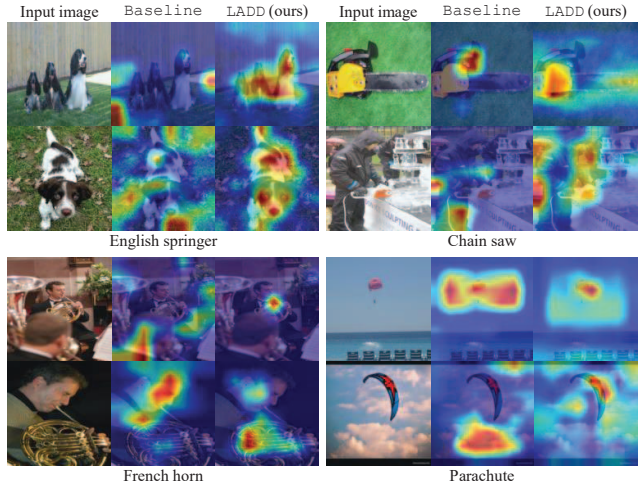 Input image Baseline LADD (ours) Input image Baseline LADD (ours)
English springer Chain saw
French horn Parachute